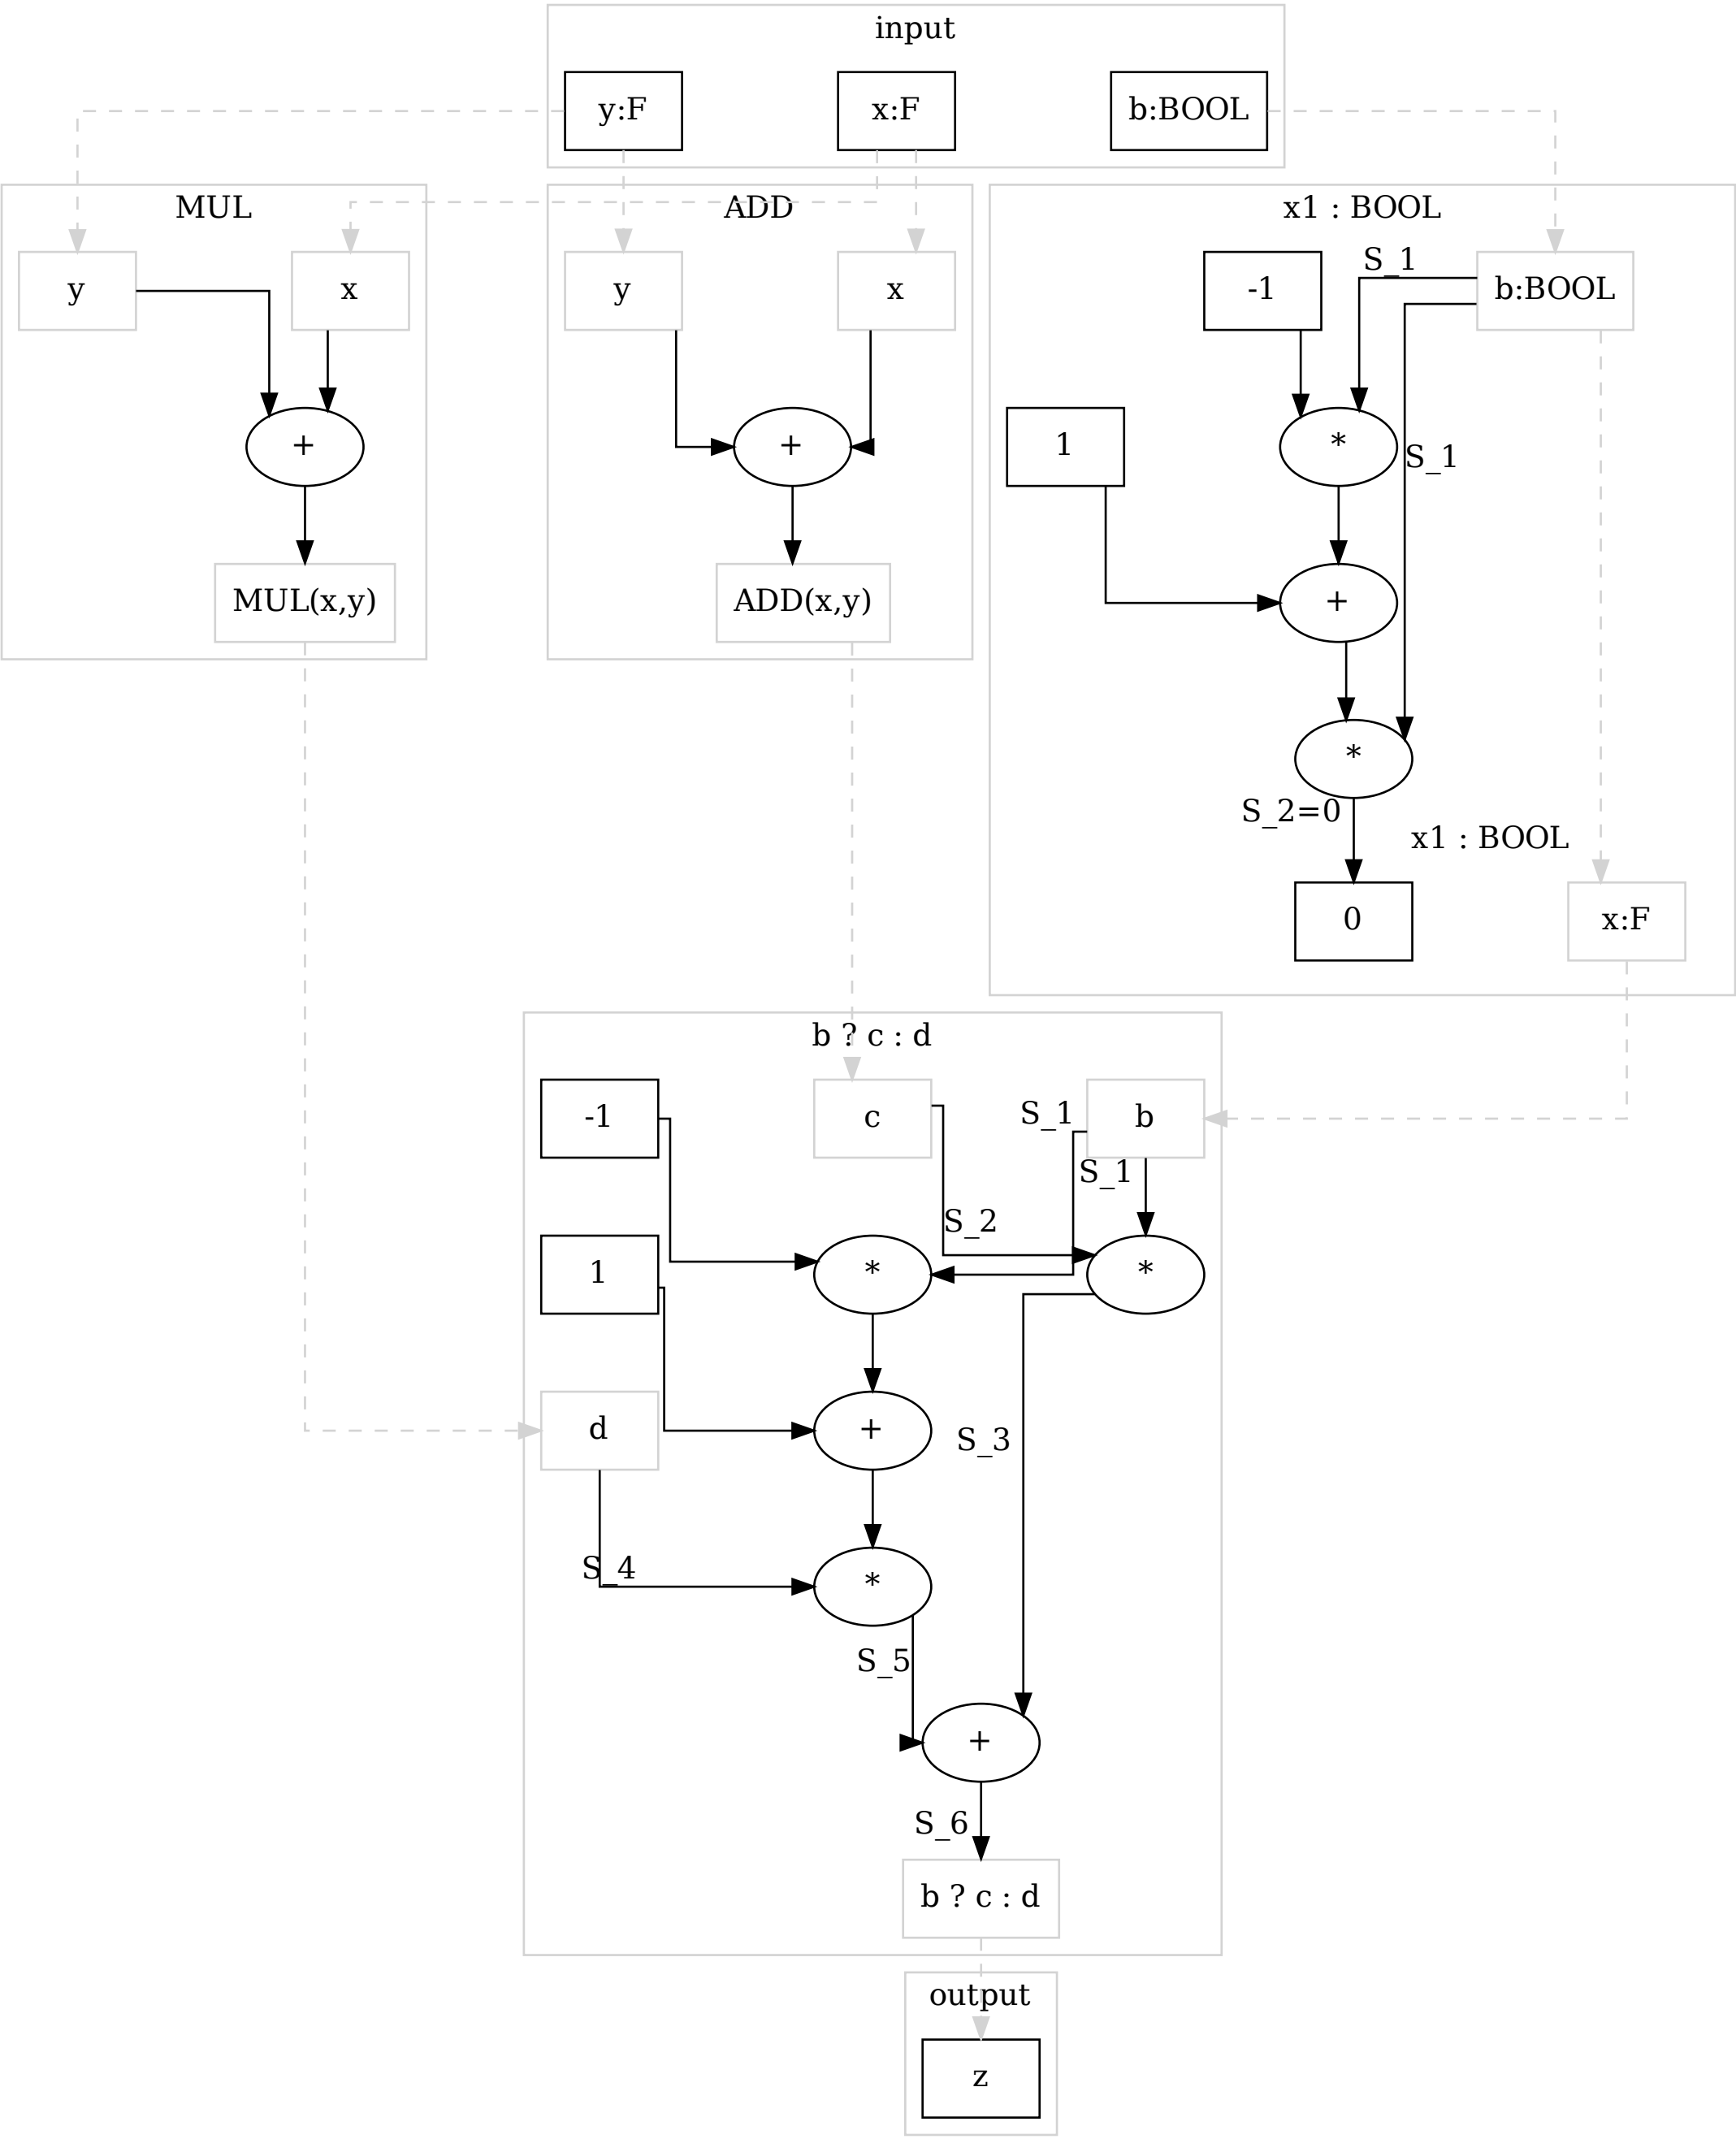 input
y:F
x:F
b:BOOL
MUL
y
x
+
MUL(x,y)
ADD
y
x
+
ADD(x,y)
x1 : BOOL
-1
S_1
b:BOOL
1
*
S_1
+
*
S_2=0
x1 : BOOL
0
x:F
b ? c : d
-1
c
S_1
b
S_1
S_2
1
*
*
d
+
S_3
S_4
*
S_5
+
S_6
b ? c : d
output
z